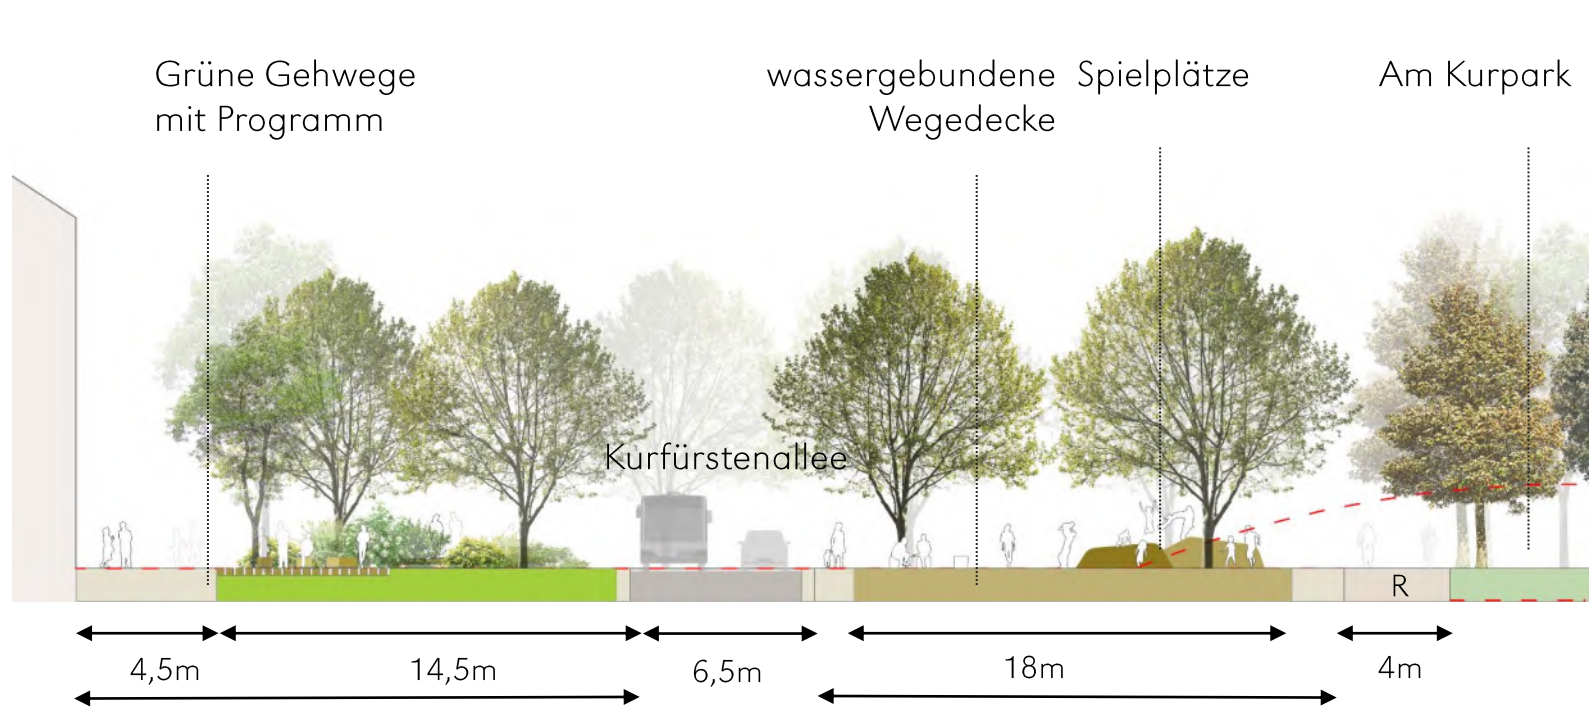 Grüne Gehwege
mit Programm
wassergebundene
Wegedecke
Spielplätze
Am Kurpark
Kurfürstenallee
R
4,5m
14,5m
6,5m
18m
4m